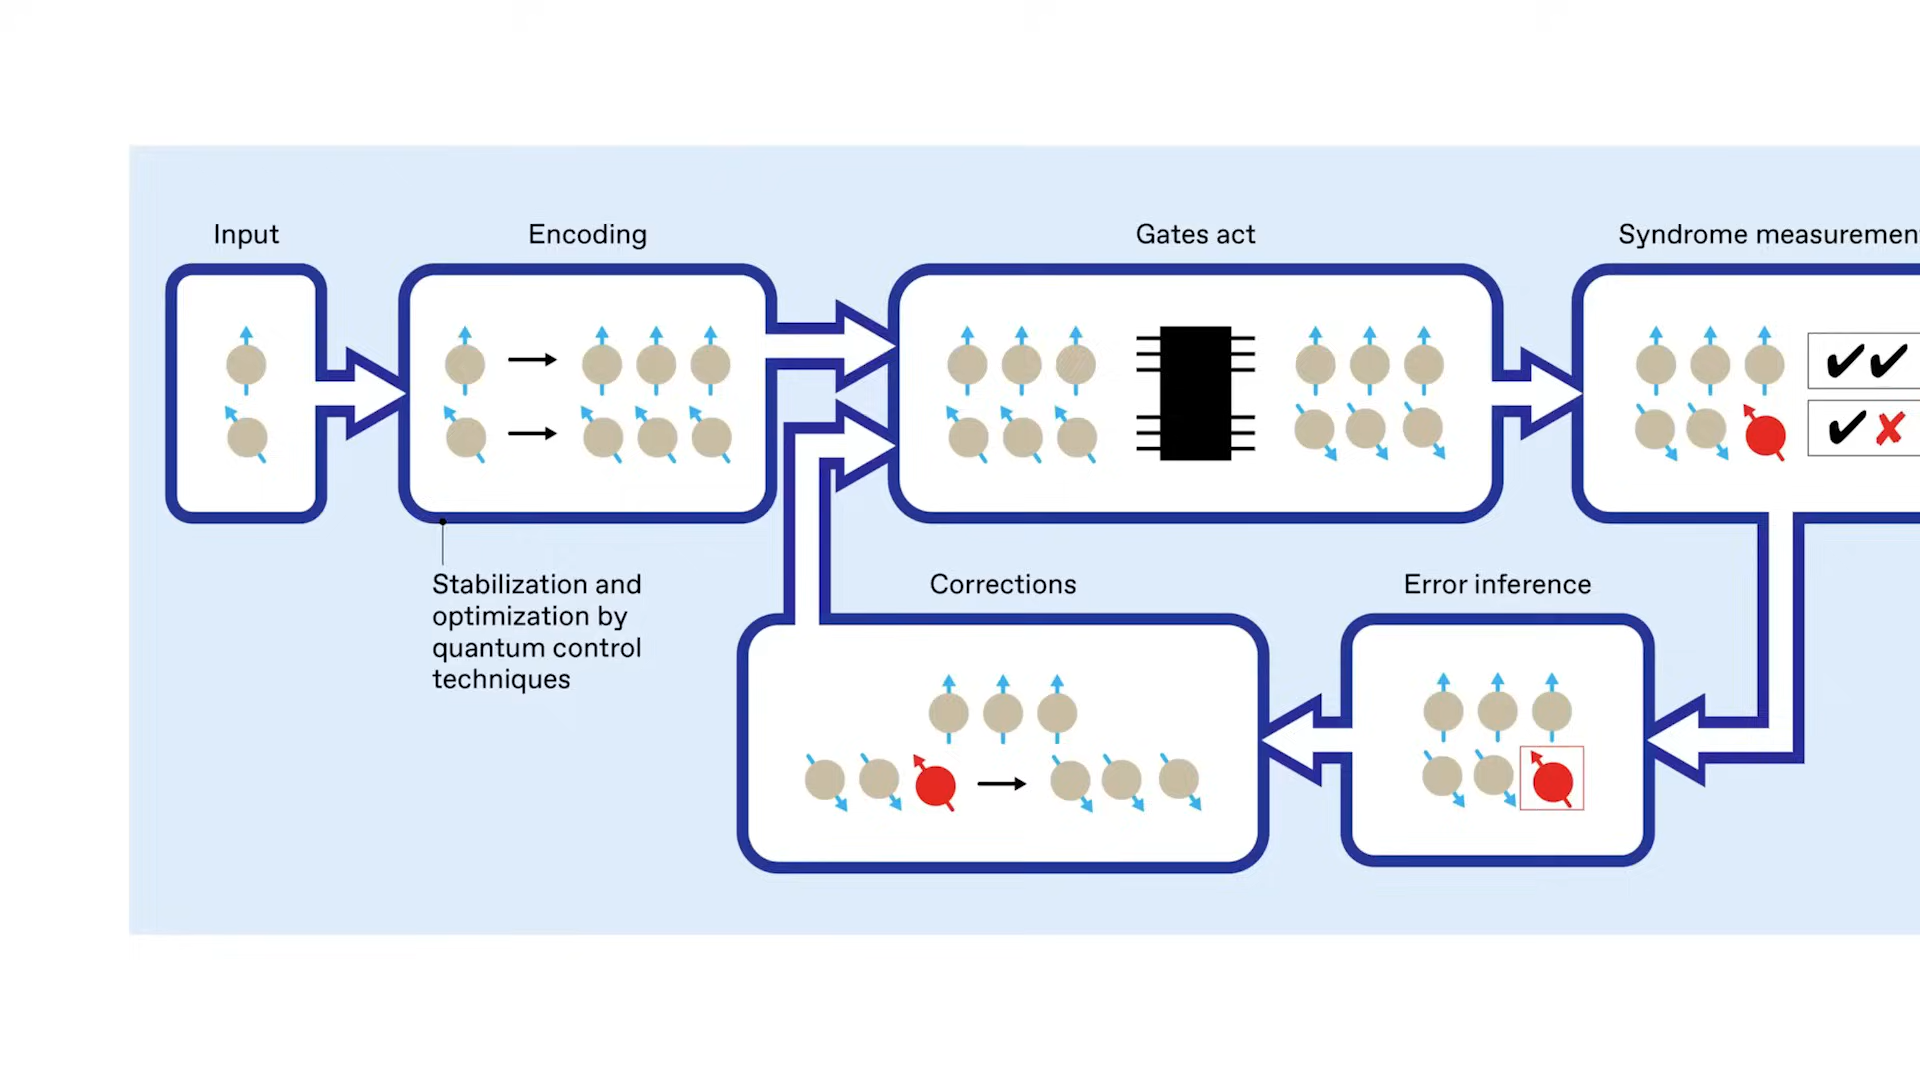 Input
Encoding
Gates act
Syndrome measuremen
Stabilization and
optimization by
quantum control
techniques
Corrections
Error inference